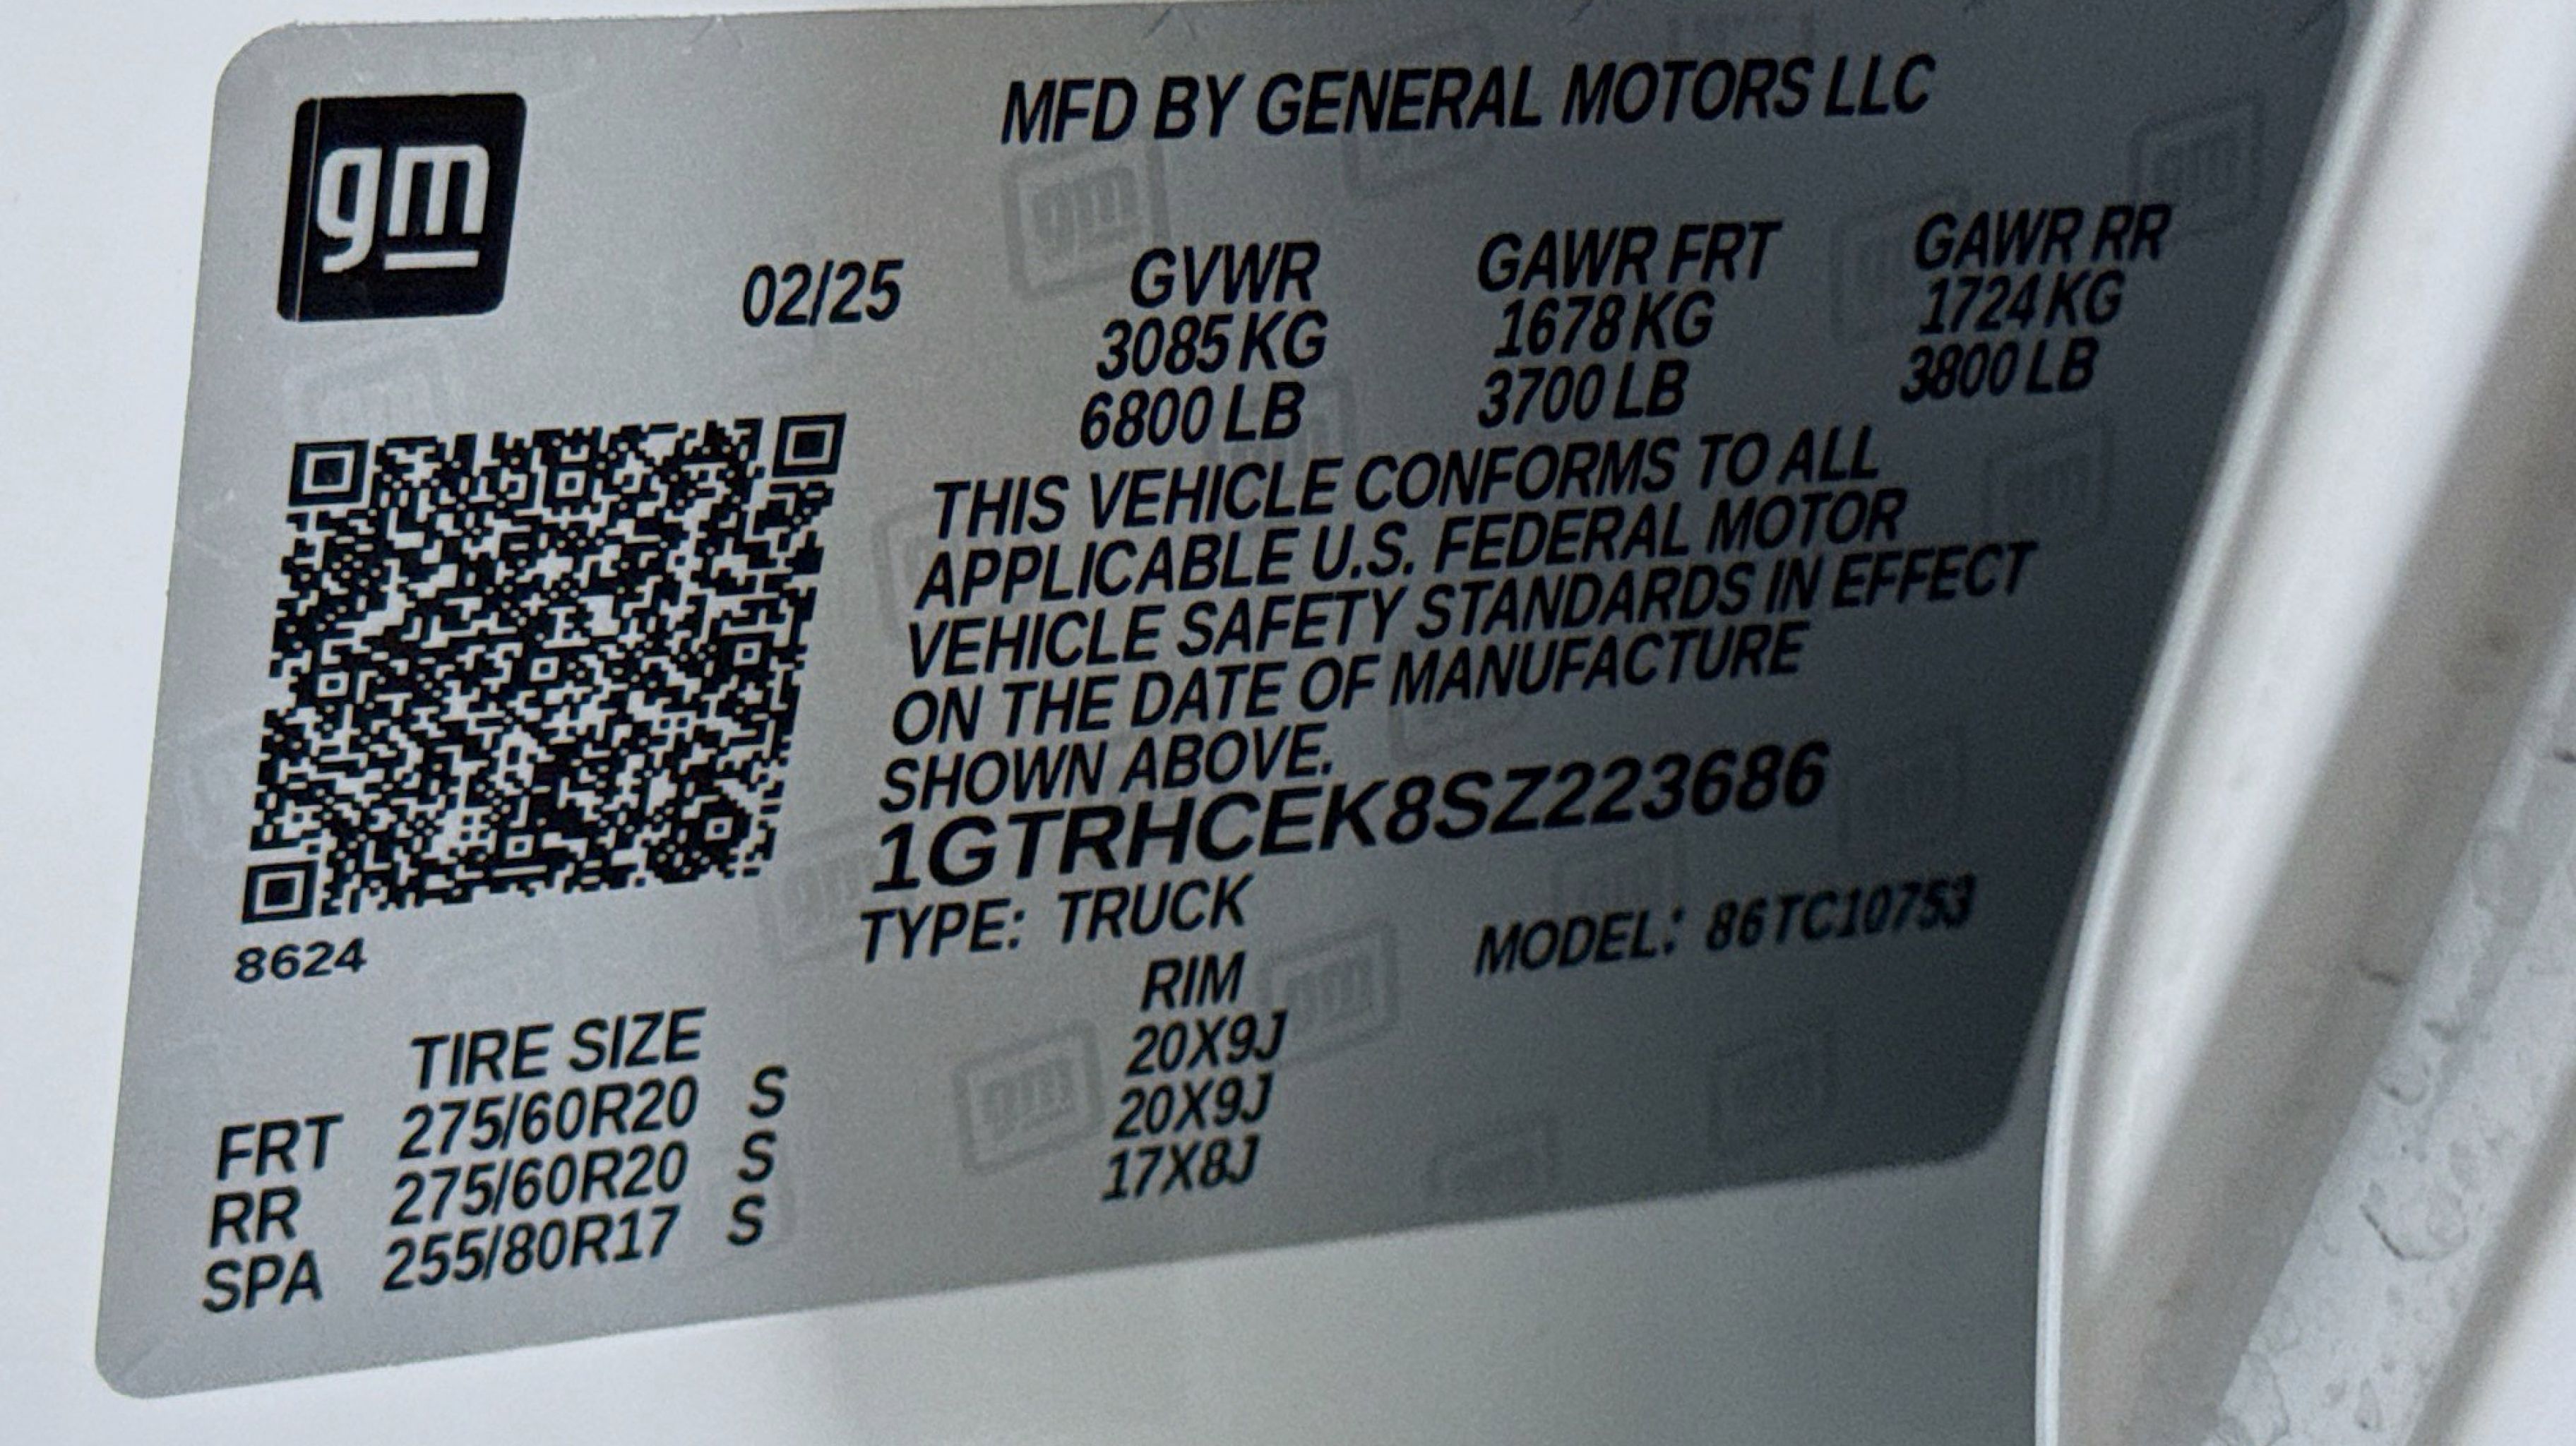 gm
MFD BY GENERAL MOTORS LLC
02/25
GVWR GAWR FRT GAWR RR
3085 KG 1678 KG 1724 KG
6800 LB 3700 LB 3800 LB
THIS VEHICLE CONFORMS TO ALL
APPLICABLE U.S. FEDERAL MOTOR
VEHICLE SAFETY STANDARDS IN EFFECT
ON THE DATE OF MANUFACTURE
SHOWN ABOVE.
1GTRHCEK8SZ223686
TYPE: TRUCK MODEL: 86TC10753
8624
TIRE SIZE RIM
FRT 275/60R20 S 20X9J
RR 275/60R20 S 20X9J
SPA 255/80R17 S 17X8J